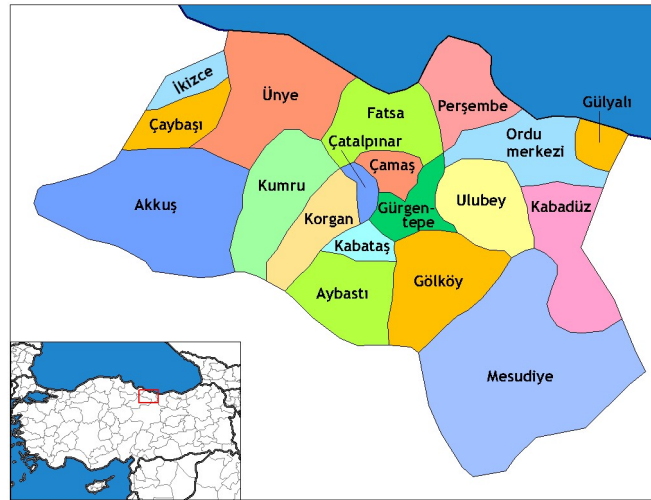 İkizce
Ünye
Fatsa
Perşembe
Gülyalı
Çaybaşı
Çatalpınar
Ordu
merkezi
Çamaş
Akkuş
Kumru
Korgan
Gürgen-
tepe
Ulubey
Kabadüz
Kabataş
Aybastı
Gölköy
Mesudiye